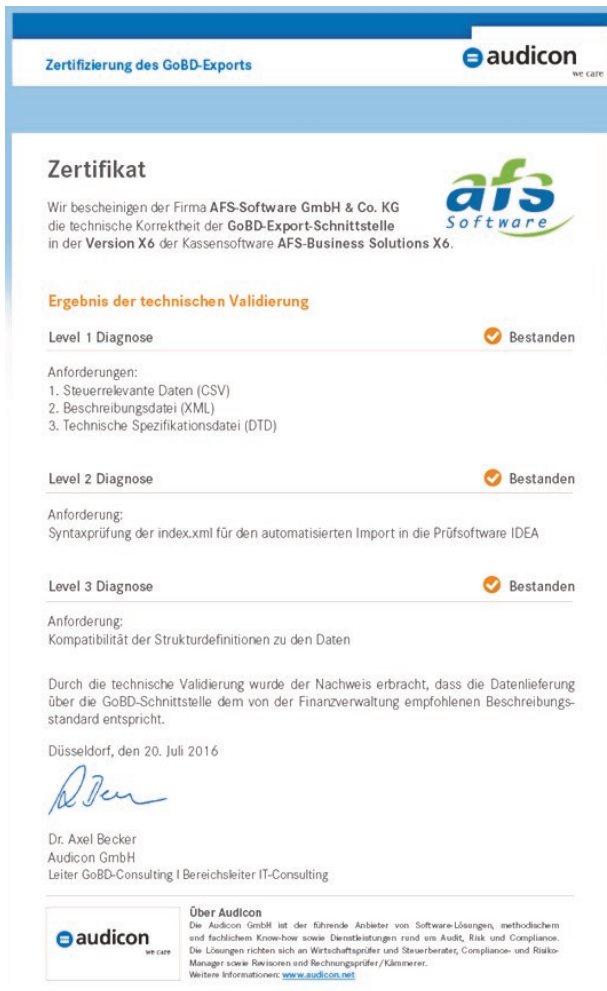 Zertifizierung des GoBD-Exports
audicon
we care
Zertifikat
Wir bescheinigen der Firma AFS-Software GmbH & Co. KG
die technische Korrektheit der GoBD-Export-Schnittstelle
in der Version X6 der Kassensoftware AFS-Business Solutions X6.
afs
Software
Ergebnis der technischen Validierung
Level 1 Diagnose Bestanden
Anforderungen:
1. Steuerrelevante Daten (CSV)
2. Beschreibungsdatei (XML)
3. Technische Spezifikationsdatei (DTD)
Level 2 Diagnose Bestanden
Anforderung:
Syntaxprüfung der index.xml für den automatisierten Import in die Prüfsoftware IDEA
Level 3 Diagnose Bestanden
Anforderung:
Kompatibilität der Strukturdefinitionen zu den Daten
Durch die technische Validierung wurde der Nachweis erbracht, dass die Datenlieferung
über die GoBD-Schnittstelle dem von der Finanzverwaltung empfohlenen Beschreibungs-
standard entspricht.
Düsseldorf, den 20. Juli 2016
Dr. Axel Becker
Audicon GmbH
Leiter GoBD-Consulting I Bereichsleiter IT-Consulting
audicon
we care
Über Audicon
Die Audicon GmbH ist der führende Anbieter von Software-Lösungen, methodischem
und fachlichem Know-how sowie Dienstleistungen rund um Audit, Risk und Compliance.
Die Lösungen richten sich an Wirtschaftsprüfer und Steuerberater, Compliance- und Risiko-
Manager sowie Revisoren und Rechnungsprüfer/Kämmerer.
Weitere Informationen: www.audicon.net